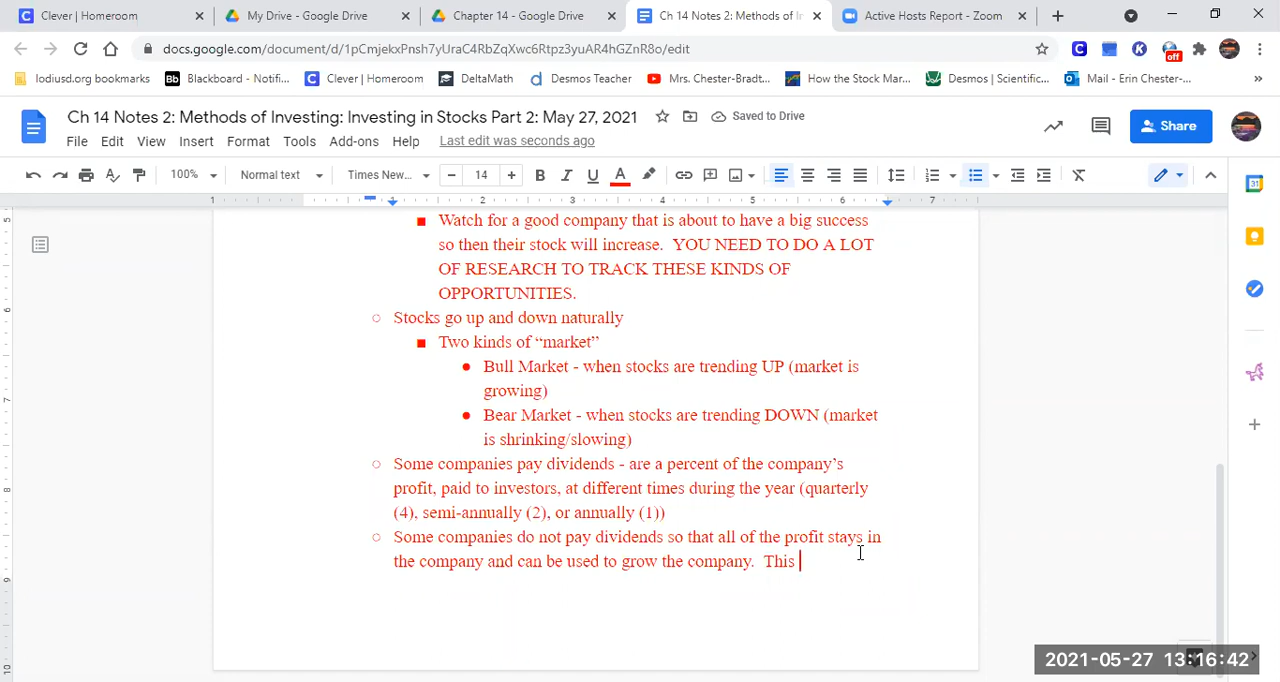 Clever | Homeroom
My Drive - Google Drive
Chapter 14 - Google Drive
Ch 14 Notes 2: Methods of I
Active Hosts Report - Zoom
docs.google.com/document/d/1pCmjekxPnsh7yUraC4RbZqXwc6Rtpz3yuAR4hGZnR8o/edit
off
lodiusd.org bookmarks
Bb Blackboard - Notifi...
Clever | Homeroom
DeltaMath
Desmos Teacher
Mrs. Chester-Bradt...
How the Stock Mar...
Desmos | Scientific...
Mail - Erin Chester-...
Ch 14 Notes 2: Methods of Investing: Investing in Stocks Part 2: May 27, 2021
Saved to Drive
File Edit View Insert Format Tools Add-ons Help Last edit was seconds ago
Share
100% Normal text Times New... 14 B I U A
1 1 2 3 4 5 6 7
Watch for a good company that is about to have a big success
so then their stock will increase. YOU NEED TO DO A LOT
OF RESEARCH TO TRACK THESE KINDS OF
OPPORTUNITIES.
Stocks go up and down naturally
Two kinds of “market”
Bull Market - when stocks are trending UP (market is
growing)
Bear Market - when stocks are trending DOWN (market
is shrinking/slowing)
Some companies pay dividends - are a percent of the company’s
profit, paid to investors, at different times during the year (quarterly
(4), semi-annually (2), or annually (1))
Some companies do not pay dividends so that all of the profit stays in
the company and can be used to grow the company. This
2021-05-27 13:16:42